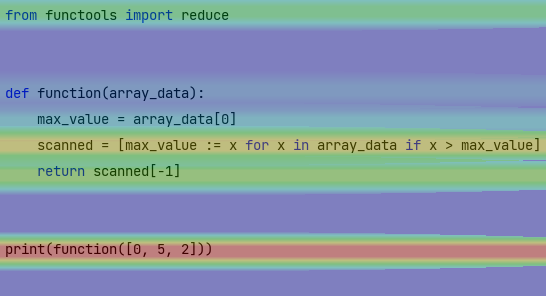 from functools import reduce
def function(array_data):
    max_value = array_data[0]
    scanned = [max_value := x for x in array_data if x > max_value]
    return scanned[-1]
print(function([0, 5, 2]))